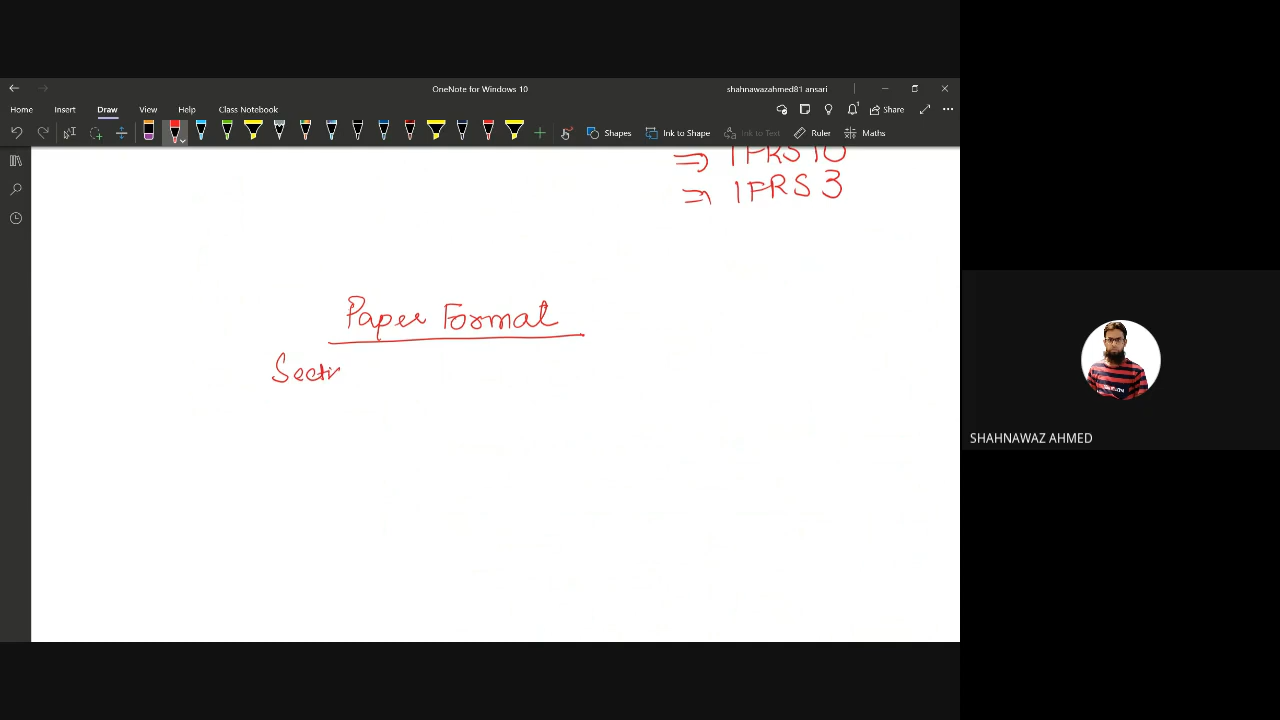 OneNote for Windows 10
shahnawazahmed81 ansari
Home Insert Draw View Help Class Notebook
Share
Shapes Ink to Shape Ink to Text Ruler Maths
⇒ IFRS 10
⇒ IFRS 3
Paper Format
Secti
SHAHNAWAZ AHMED